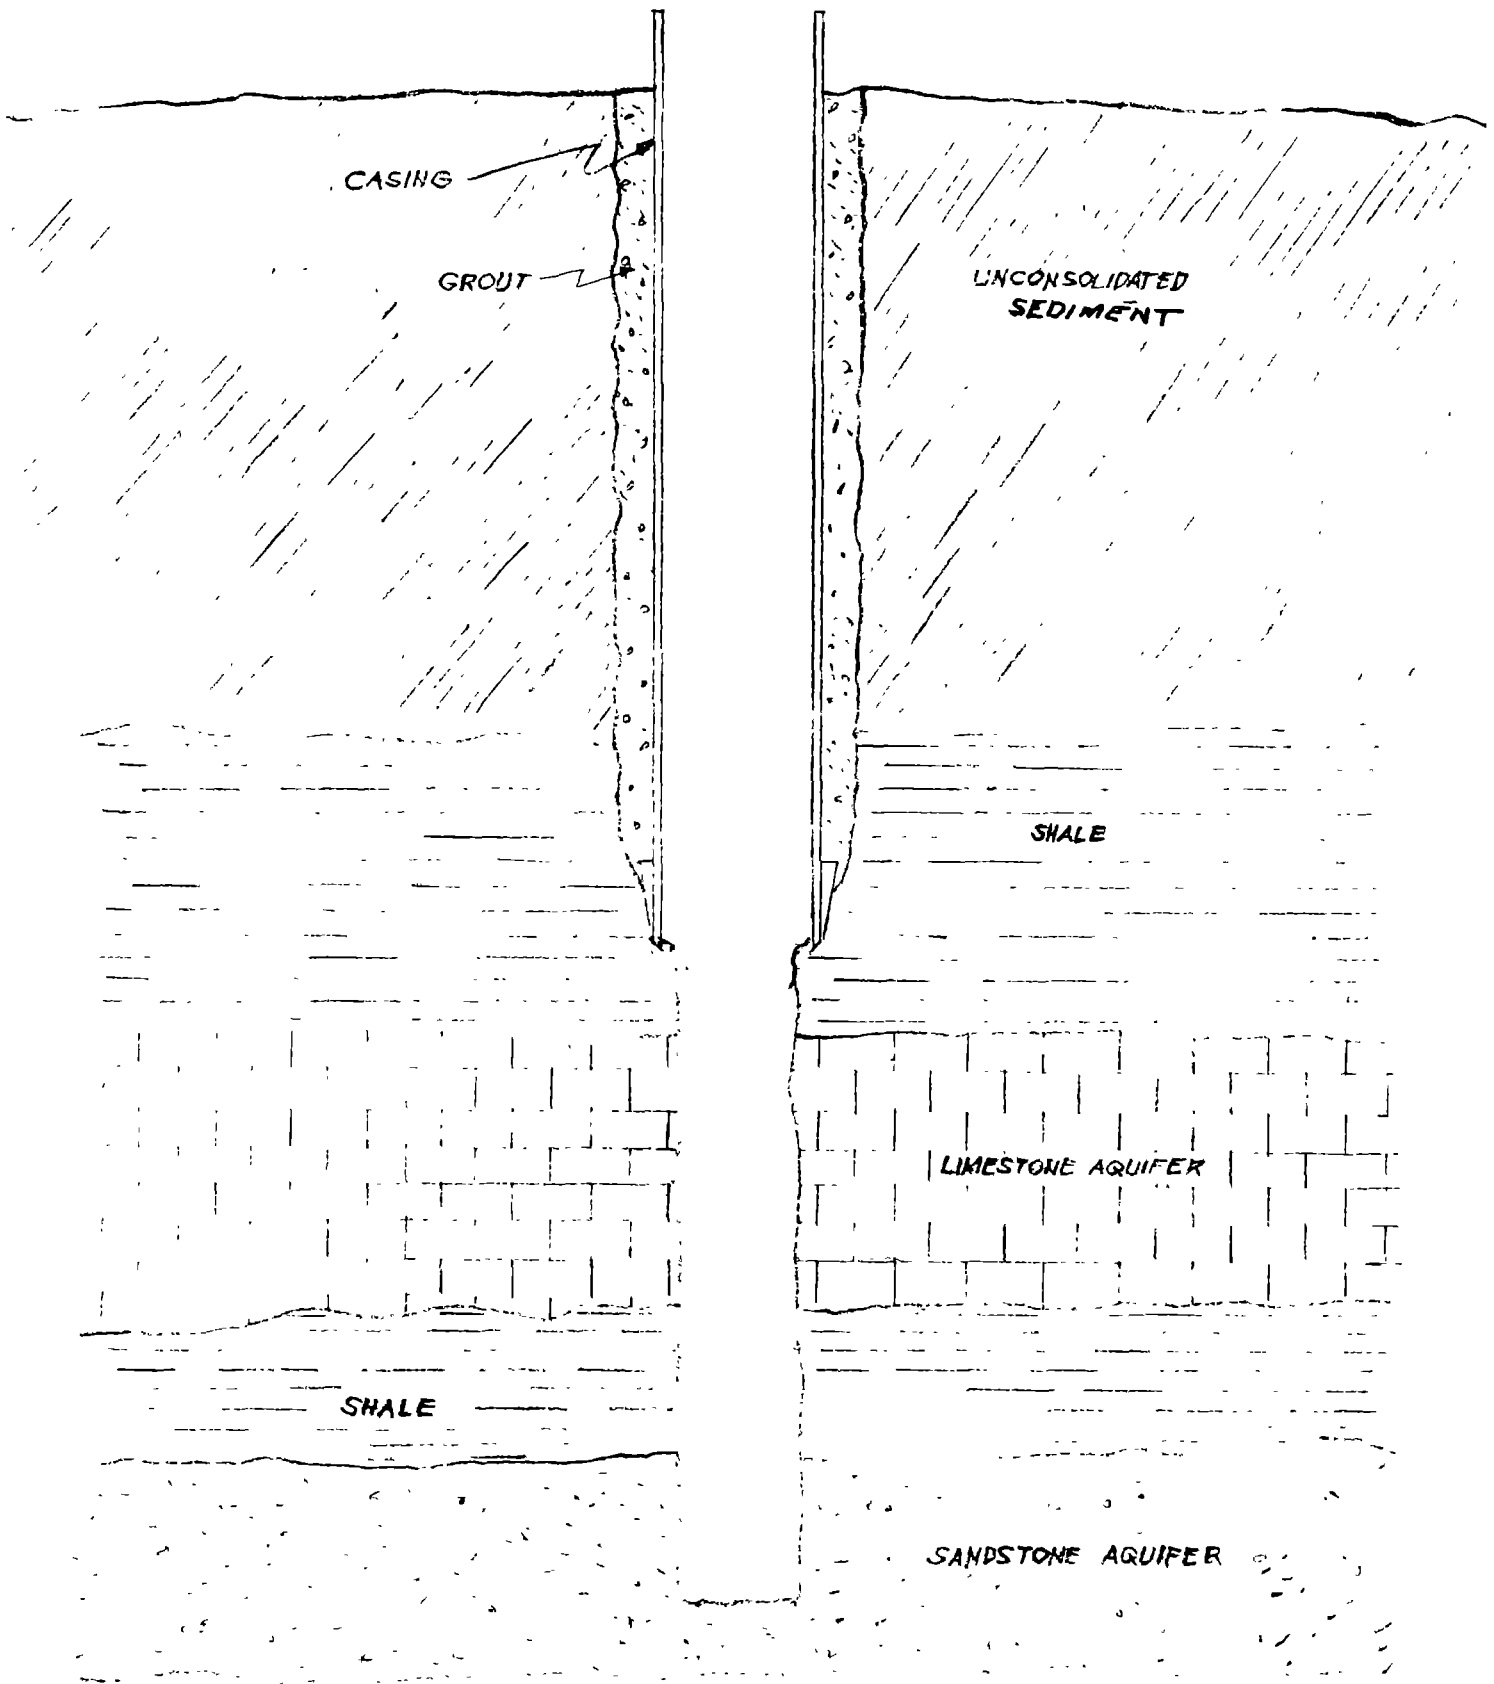 CASING
GROUT
UNCONSOLIDATED
SEDIMENT
SHALE
LIMESTONE AQUIFER
SHALE
SANDSTONE AQUIFER